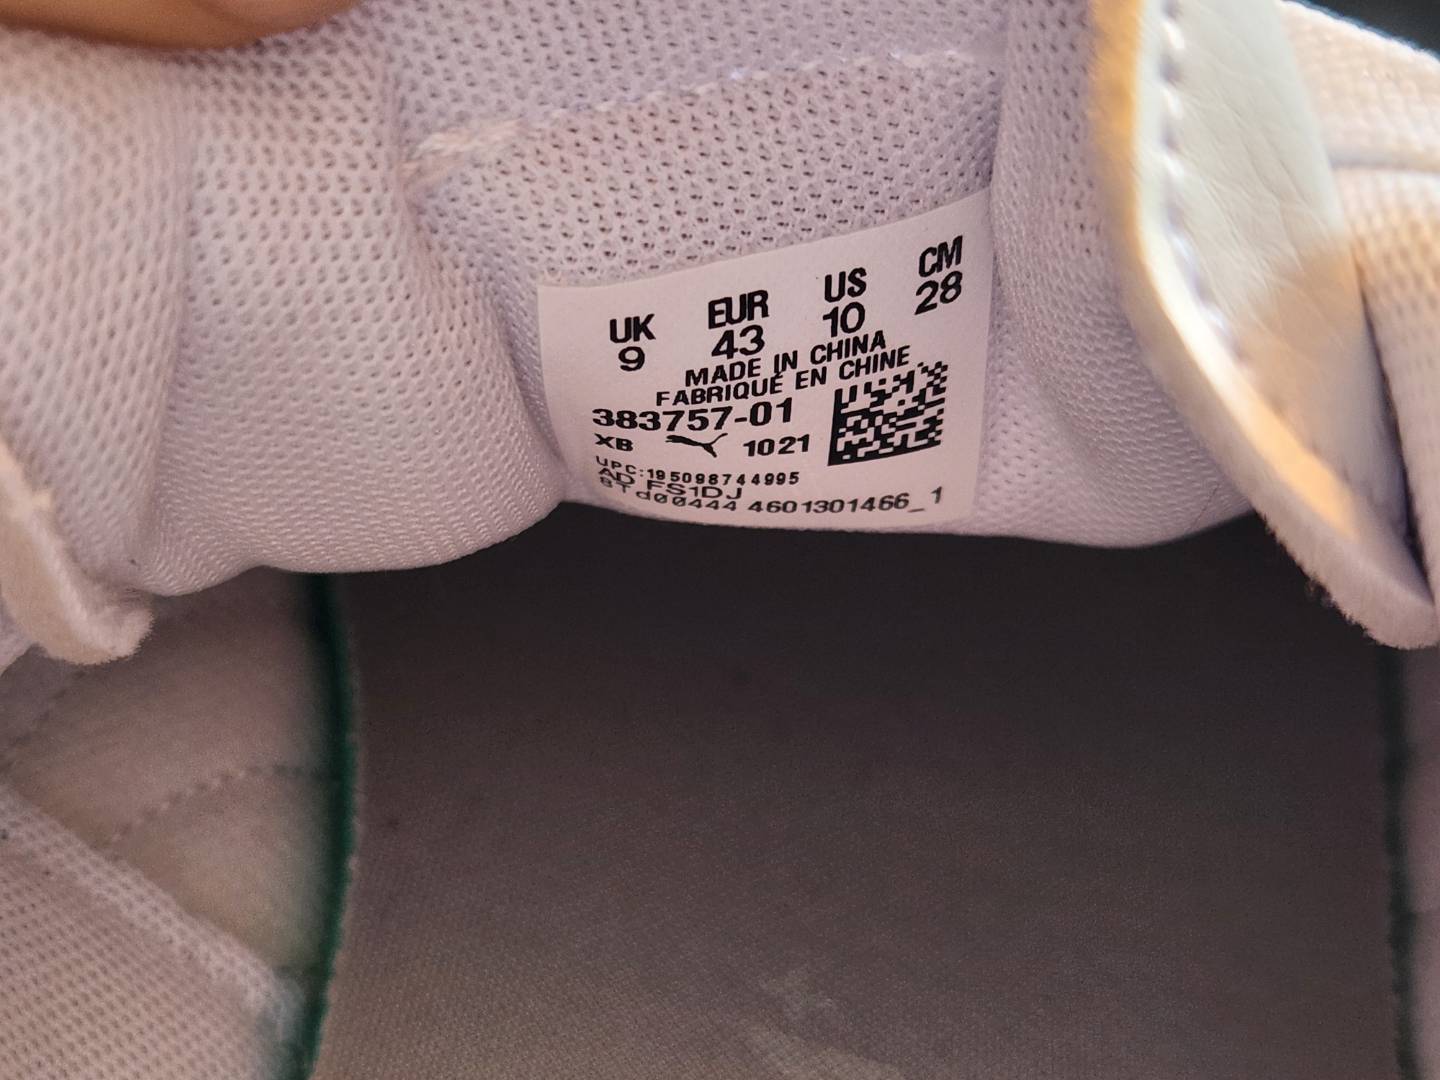 UK EUR US CM
9 43 10 28
MADE IN CHINA
FABRIQUÉ EN CHINE
383757-01
XB 1021
UPC:195098744995
AD FS1DJ
8Td00444 4601301466_1